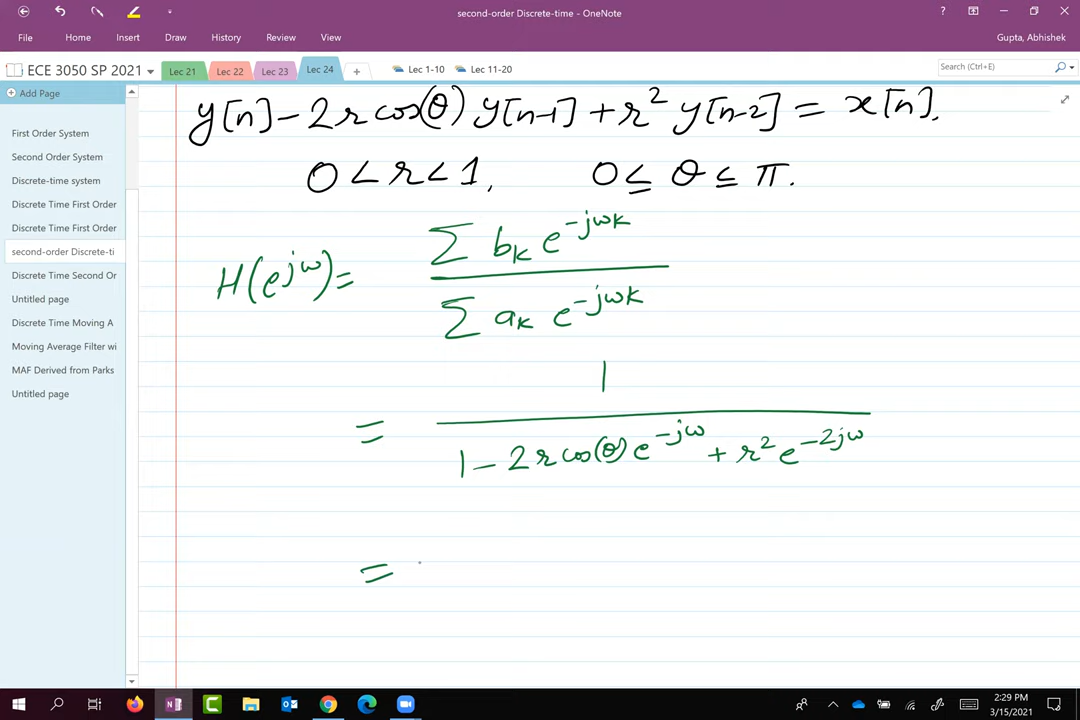 second-order Discrete-time - OneNote
File Home Insert Draw History Review View
Gupta, Abhishek
ECE 3050 SP 2021
Lec 21 Lec 22 Lec 23 Lec 24 + Lec 1-10 Lec 11-20
Search (Ctrl+E)
Add Page
First Order System
Second Order System
Discrete-time system
Discrete Time First Order
Discrete Time First Order
second-order Discrete-ti
Discrete Time Second Or
Untitled page
Discrete Time Moving A
Moving Average Filter wi
MAF Derived from Parks
Untitled page
y[n] - 2r cos(θ) y[n-1] + r² y[n-2] = x[n].
0 < r < 1, 0 ≤ θ ≤ π.
H(e^{jω}) = \frac{∑ b_k e^{-jωk}}{∑ a_k e^{-jωk}}
= \frac{1}{1 - 2r cos(θ) e^{-jω} + r² e^{-2jω}}
=
2:29 PM
3/15/2021